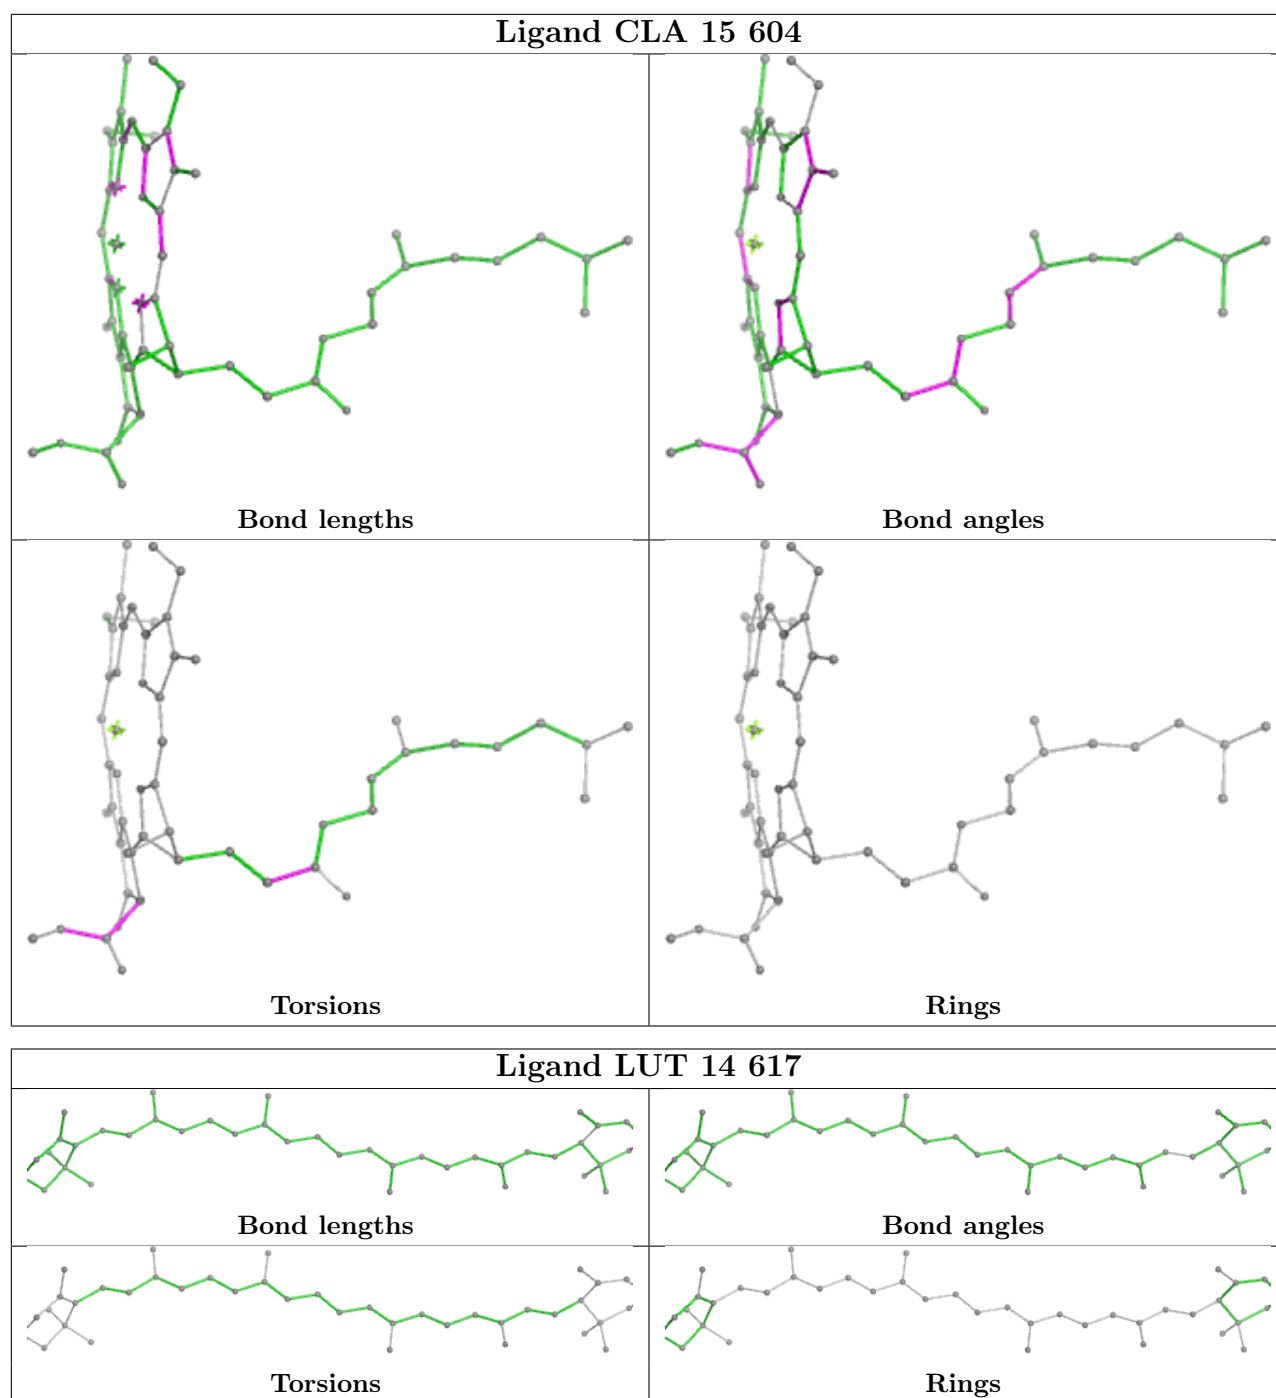 Ligand CLA 15 604
Bond lengths
Bond angles
Torsions
Rings
Ligand LUT 14 617
Bond lengths
Bond angles
Torsions
Rings